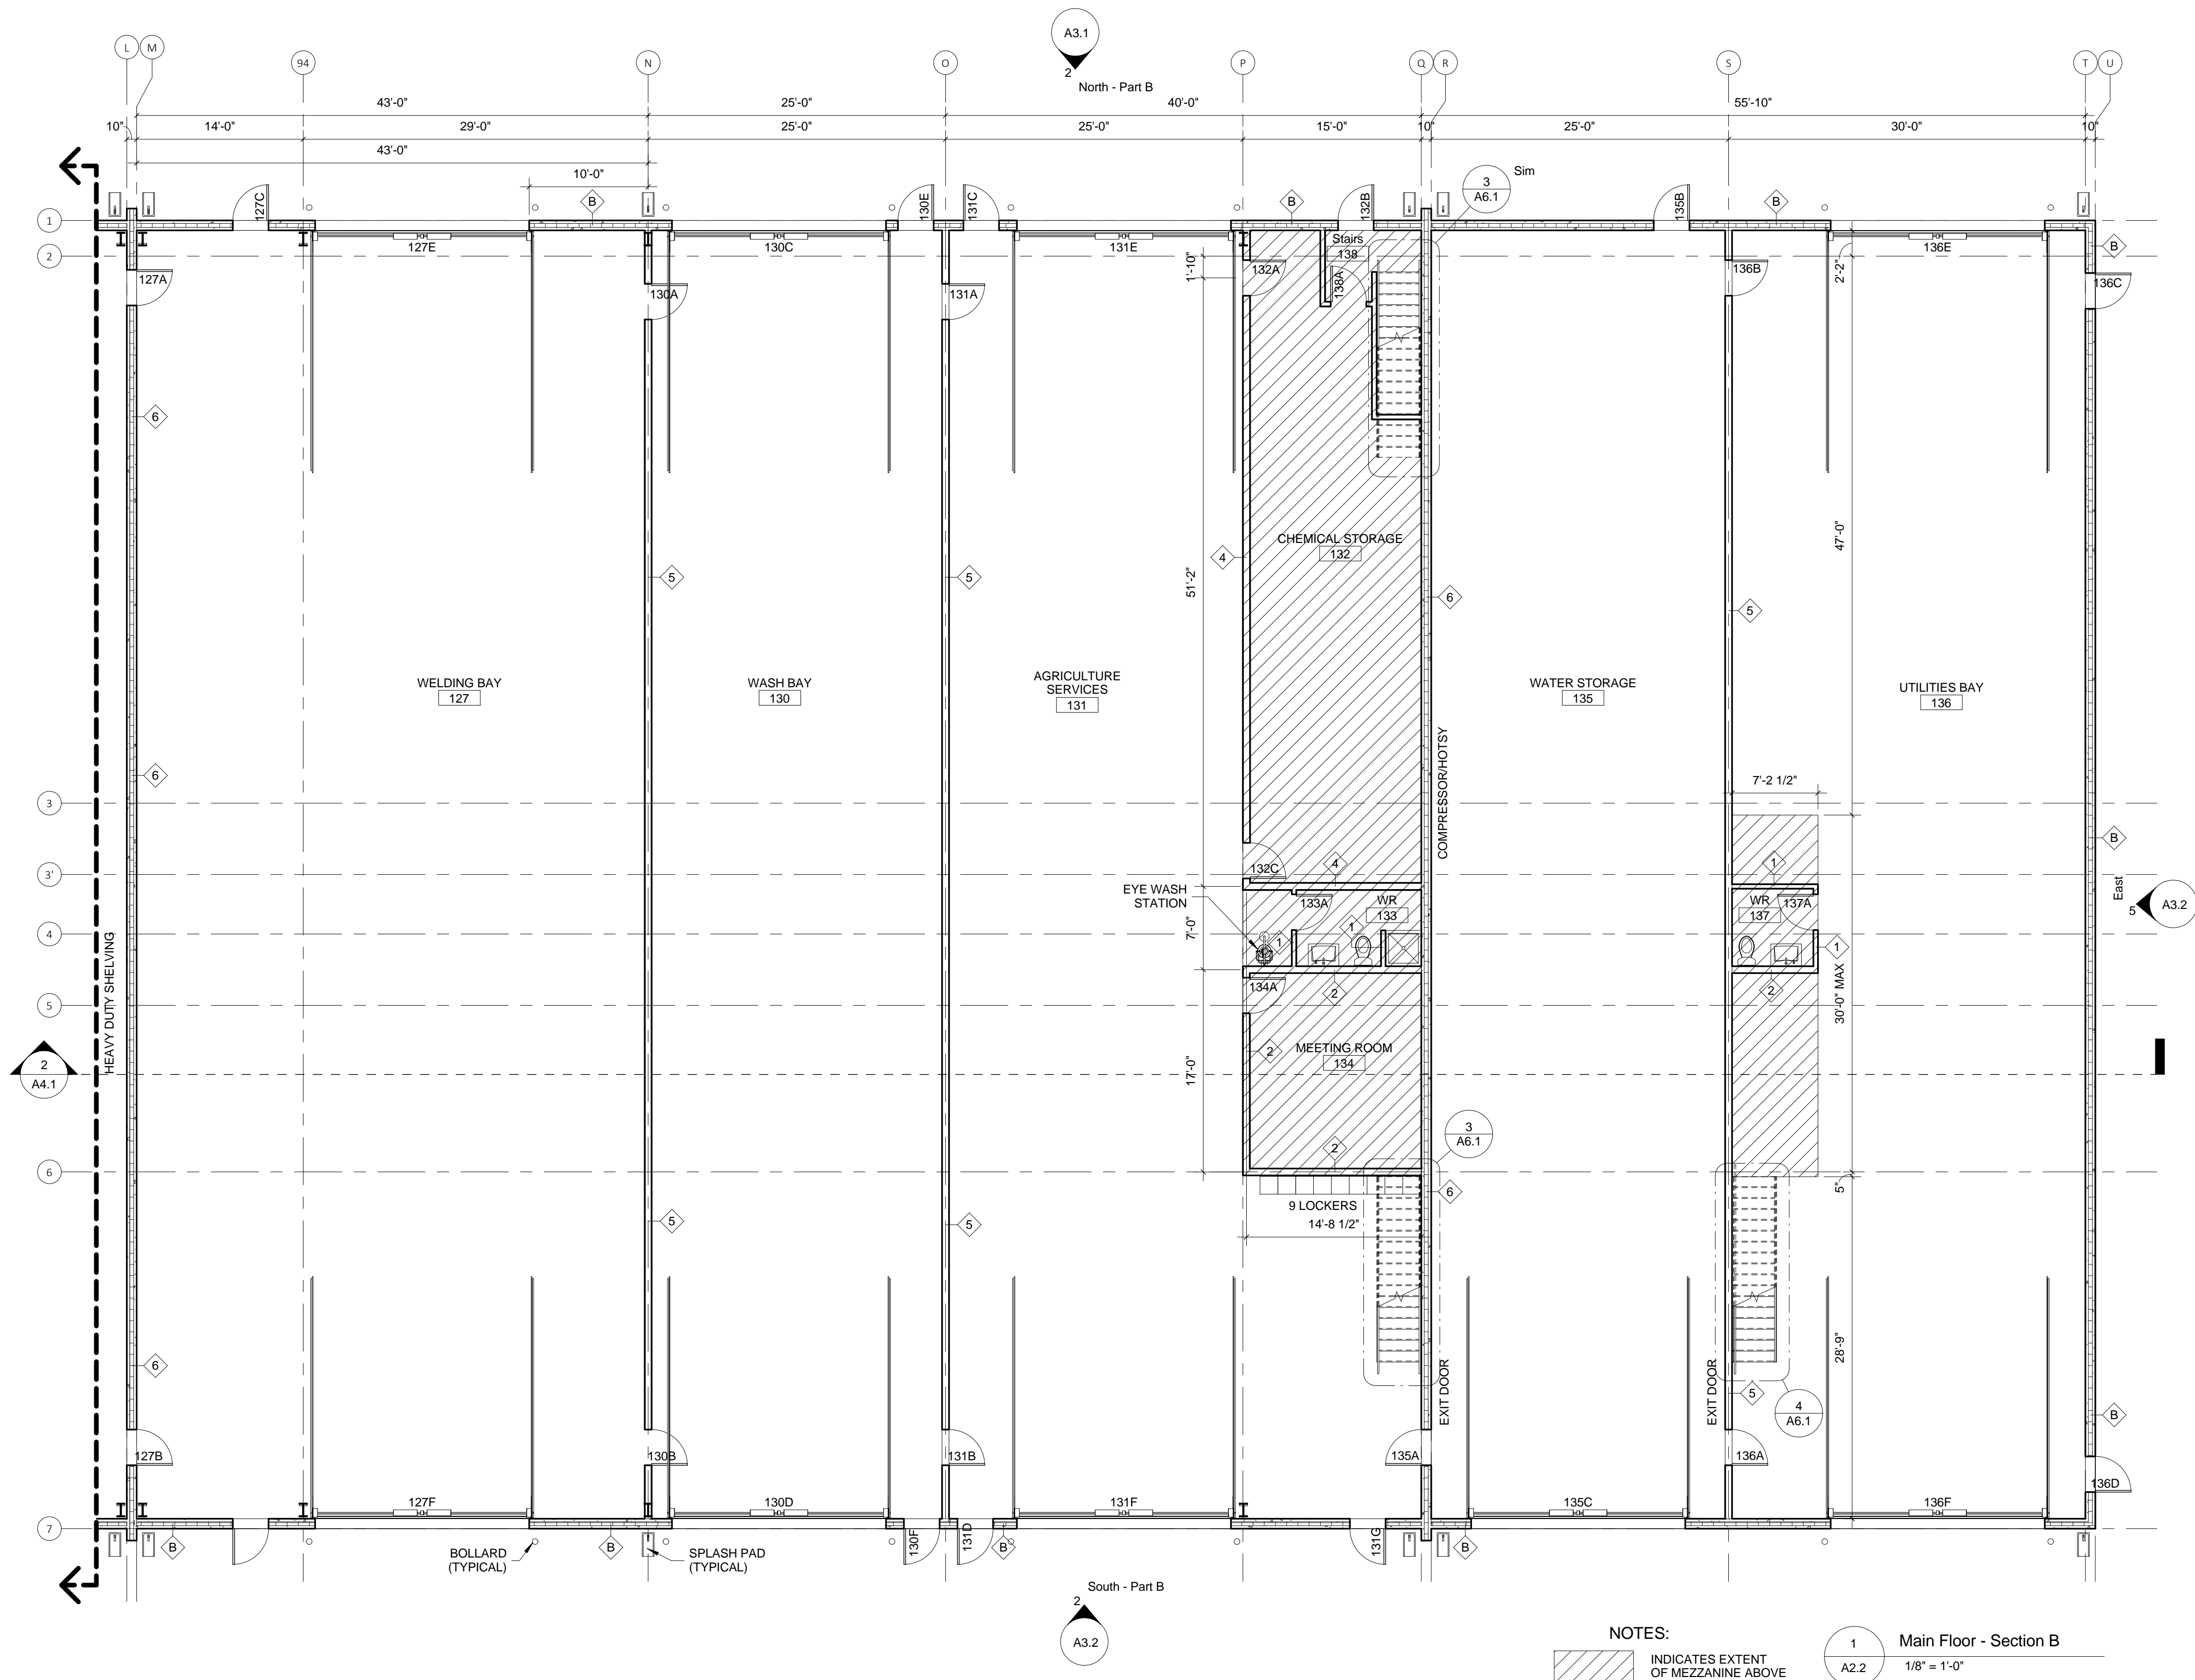 A3.1
2
North - Part B
L
M
94
N
O
P
Q
R
S
T
U
43'-0"
25'-0"
40'-0"
55'-10"
10"
14'-0"
29'-0"
25'-0"
25'-0"
15'-0"
10"
25'-0"
30'-0"
10"
43'-0"
10'-0"
B
3
A6.1
Sim
127C
130E
131C
B
132B
135B
B
1
127E
130C
131E
Stairs
138
136E
B
2
127A
130A
131A
1'-10"
132A
138A
136B
2'-2"
136C
6
CHEMICAL STORAGE
132
47'-0"
4
5
5
51'-2"
6
5
WELDING BAY
127
WASH BAY
130
AGRICULTURE
SERVICES
131
WATER STORAGE
135
UTILITIES BAY
136
COMPRESSOR/HOTSY
6
7'-2 1/2"
3
B
3'
132C
4
1
EYE WASH
STATION
133A
WR
133
WR
137
137A
East
5
A3.2
4
7'-0"
1
1
1
HEAVY DUTY SHELVING
134A
2
2
30'-0" MAX
5
2
A4.1
17'-0"
2
MEETING ROOM
134
3
A6.1
2
6
6
5"
9 LOCKERS
14'-8 1/2"
5
5
6
EXIT DOOR
EXIT DOOR
28'-9"
5
4
A6.1
B
127B
130B
131B
135A
136A
136D
127F
130D
131F
135C
136F
7
B
B
130F
131D
B
131G
B
BOLLARD
(TYPICAL)
SPLASH PAD
(TYPICAL)
South - Part B
2
A3.2
NOTES:
INDICATES EXTENT
OF MEZZANINE ABOVE
1
A2.2
Main Floor - Section B
1/8" = 1'-0"